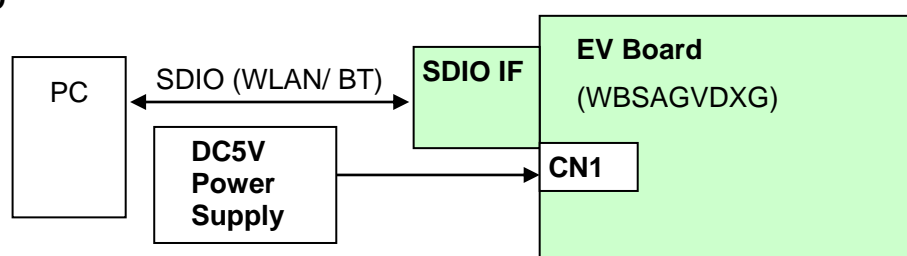 PC
SDIO (WLAN/ BT)
SDIO IF
EV Board
(WBSAGVDXG)
DC5V
Power
Supply
CN1